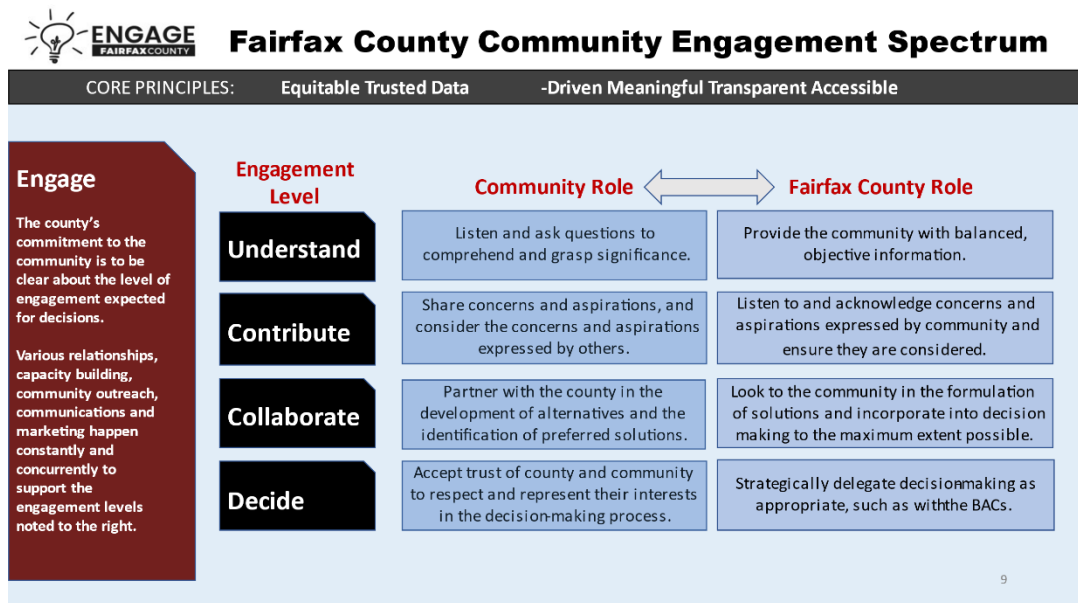 ENGAGE
FAIRFAX COUNTY
Fairfax County Community Engagement Spectrum
CORE PRINCIPLES: Equitable Trusted Data -Driven Meaningful Transparent Accessible
Engage
The county's
commitment to the
community is to be
clear about the level of
engagement expected
for decisions.
Various relationships,
capacity building,
community outreach,
communications and
marketing happen
constantly and
concurrently to
support the
engagement levels
noted to the right.
Engagement
Level
Community Role
Fairfax County Role
Understand
Listen and ask questions to
comprehend and grasp significance.
Provide the community with balanced,
objective information.
Contribute
Share concerns and aspirations, and
consider the concerns and aspirations
expressed by others.
Listen to and acknowledge concerns and
aspirations expressed by community and
ensure they are considered.
Collaborate
Partner with the county in the
development of alternatives and the
identification of preferred solutions.
Look to the community in the formulation
of solutions and incorporate into decision
making to the maximum extent possible.
Decide
Accept trust of county and community
to respect and represent their interests
in the decision-making process.
Strategically delegate decisionmaking as
appropriate, such as withthe BACs.
9